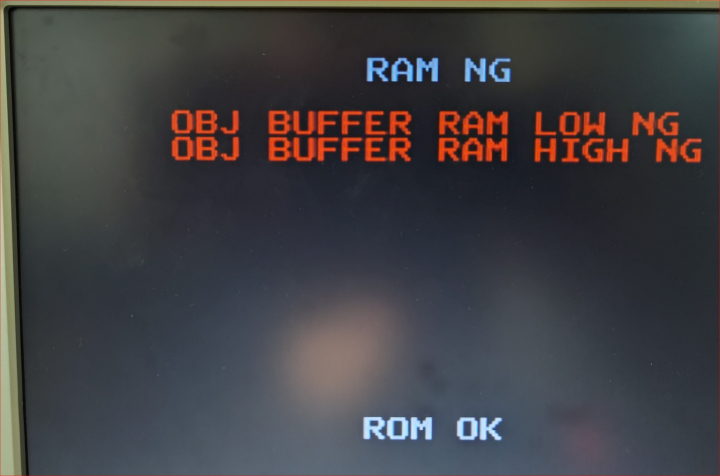 RAM NG
OBJ BUFFER RAM LOW NG
OBJ BUFFER RAM HIGH NG
ROM OK